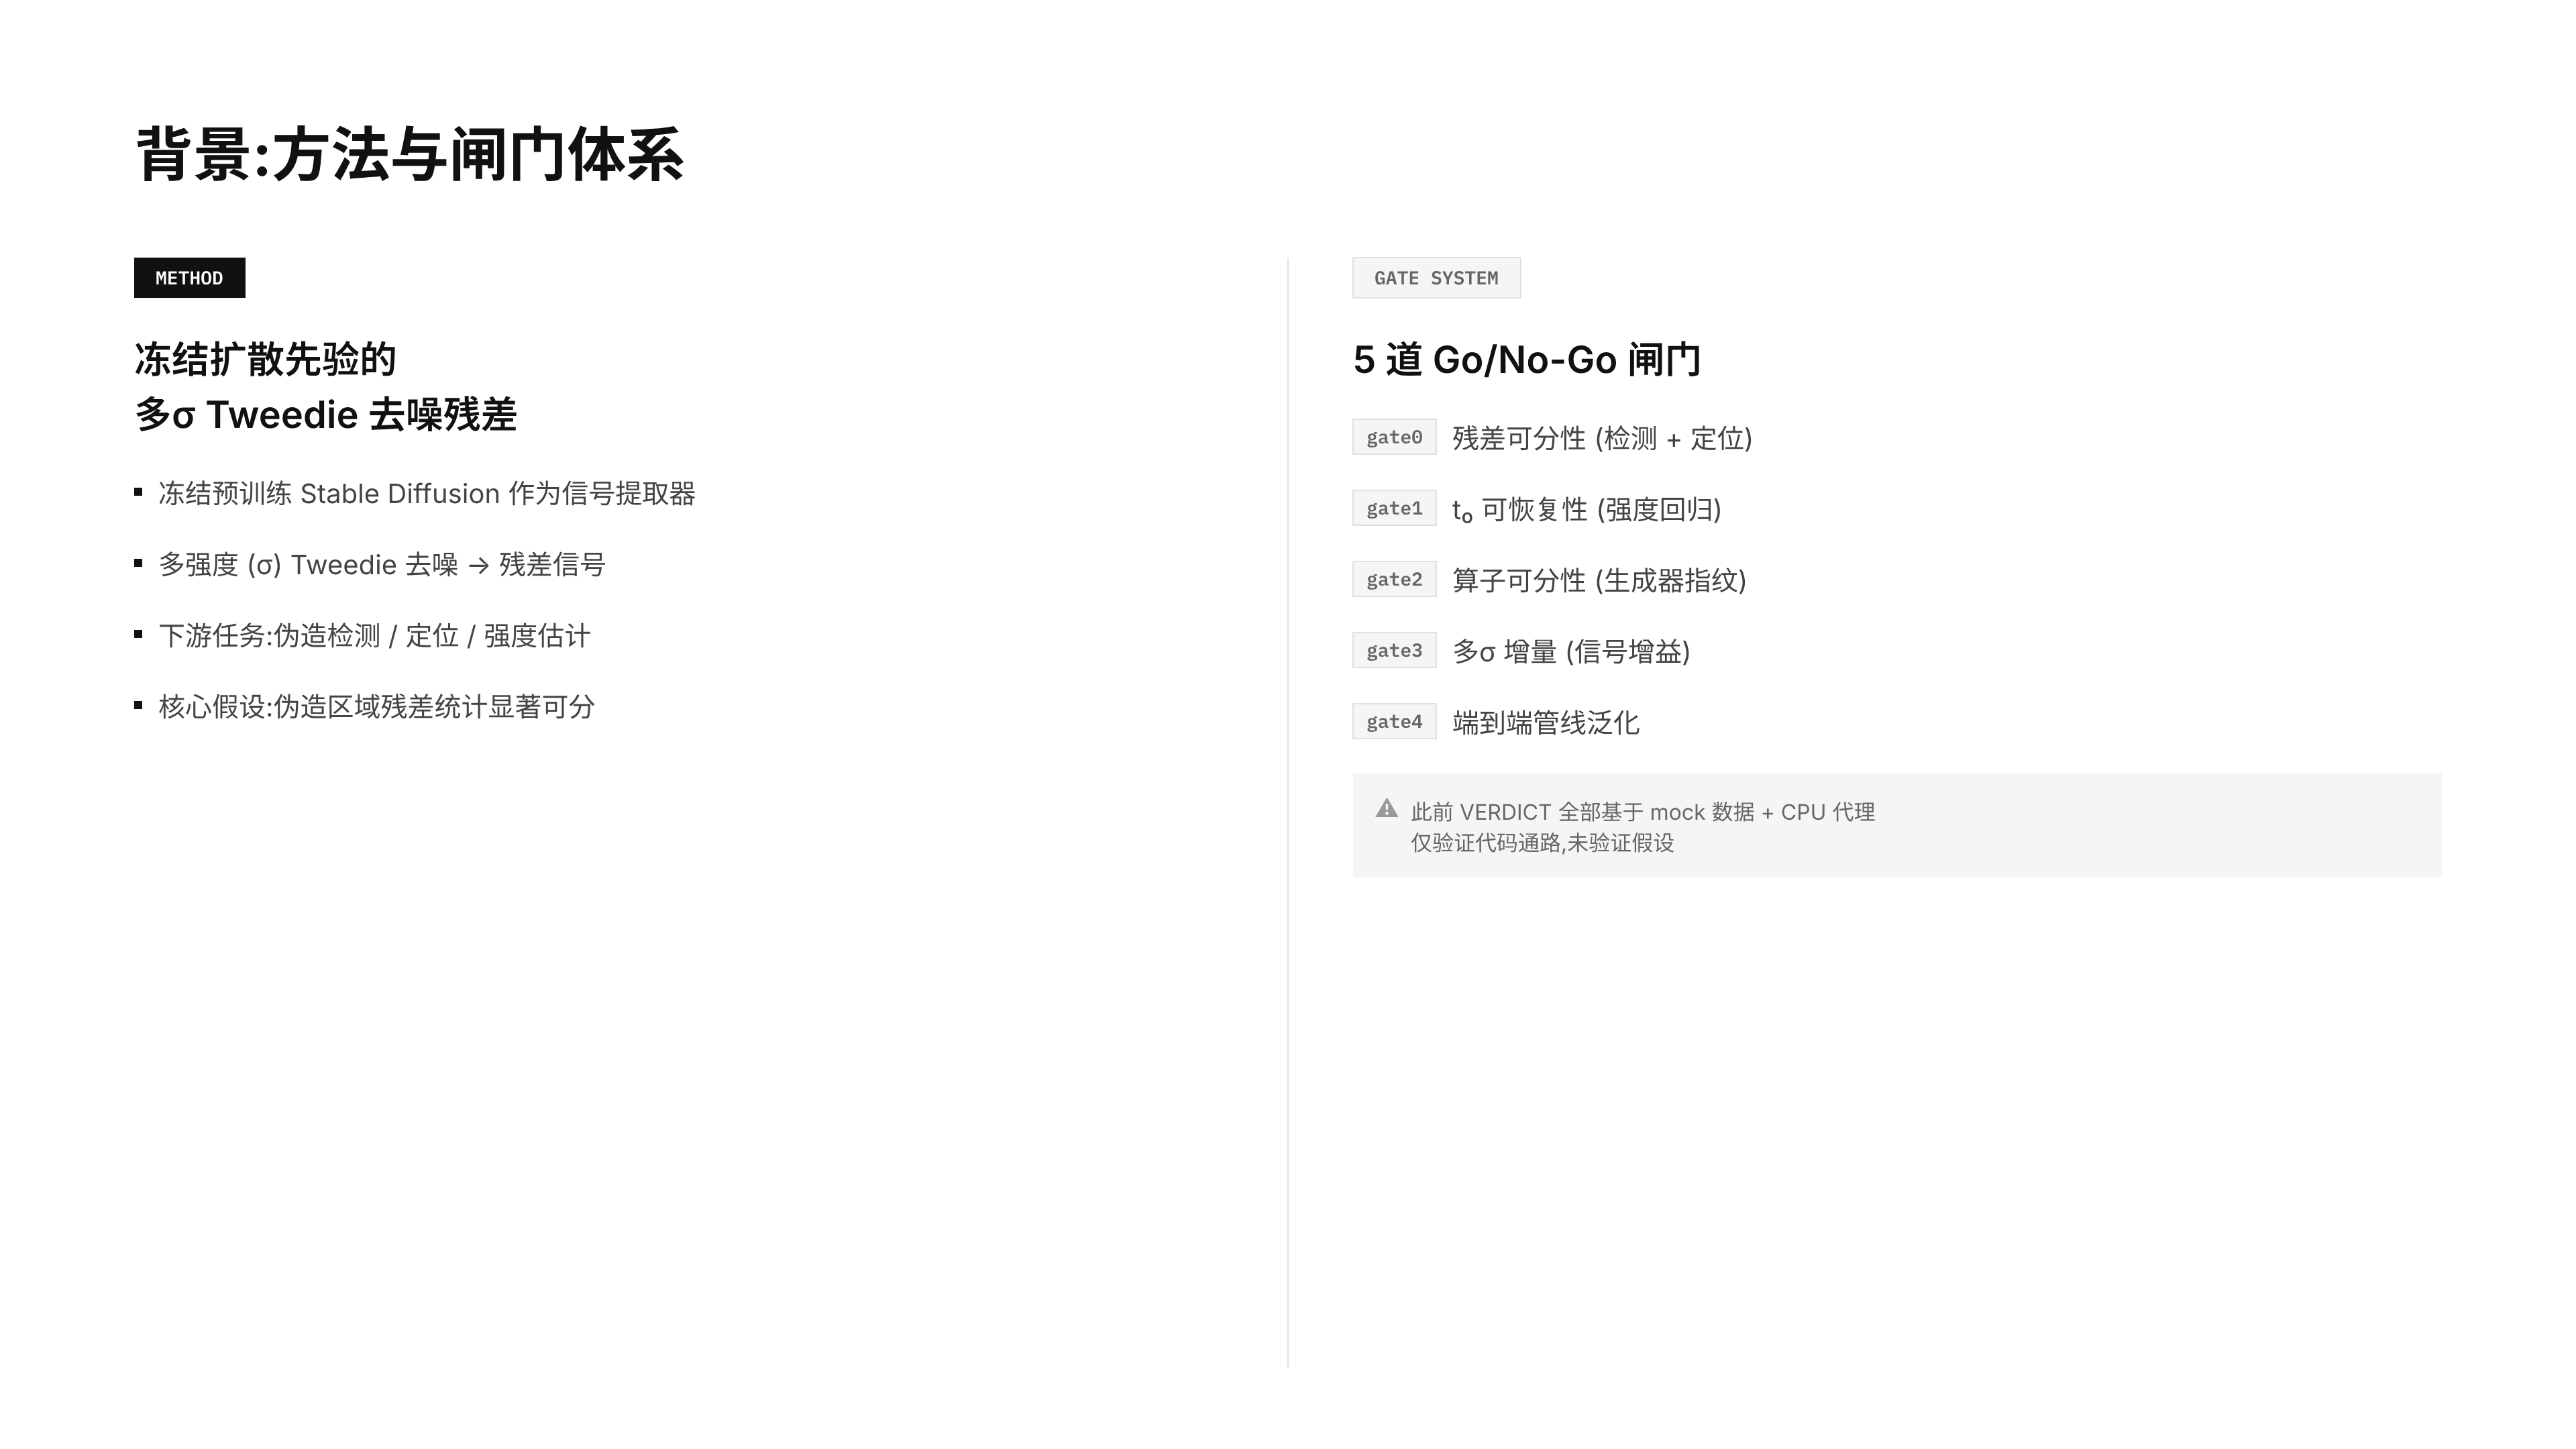 背景:方法与闸门体系
METHOD
冻结扩散先验的
多σ Tweedie 去噪残差
冻结预训练 Stable Diffusion 作为信号提取器
多强度 (σ) Tweedie 去噪 → 残差信号
下游任务:伪造检测 / 定位 / 强度估计
核心假设:伪造区域残差统计显著可分
GATE SYSTEM
5 道 Go/No-Go 闸门
gate0 残差可分性 (检测 + 定位)
gate1 t₀ 可恢复性 (强度回归)
gate2 算子可分性 (生成器指纹)
gate3 多σ 增量 (信号增益)
gate4 端到端管线泛化
此前 VERDICT 全部基于 mock 数据 + CPU 代理
仅验证代码通路,未验证假设